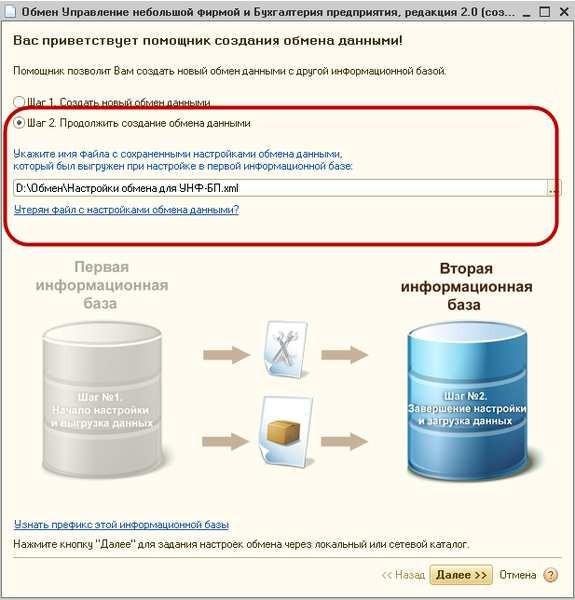 Обмен Управление небольшой фирмой и Бухгалтерия предприятия, редакция 2.0 (соз...
Вас приветствует помощник создания обмена данными!
Помощник позволит Вам создать новый обмен данными с другой информационной базой.
Шаг 1. Создать новый обмен данными
Шаг 2. Продолжить создание обмена данными
Укажите имя файла с сохраненными настройками обмена данными,
который был выгружен при настройке в первой информационной базе:
D:\Обмен\Настройки обмена для УНФ-БП.xml
...
Утерян файл с настройками обмена данными?
Первая
информационная
база
Вторая
информационная
база
Шаг №1.
Начало настройки
и выгрузка данных
Шаг №2.
Завершение настройки
и загрузка данных
Узнать префикс этой информационной базы
Нажмите кнопку "Далее" для задания настроек обмена через локальный или сетевой каталог.
<< Назад Далее >> Отмена ?